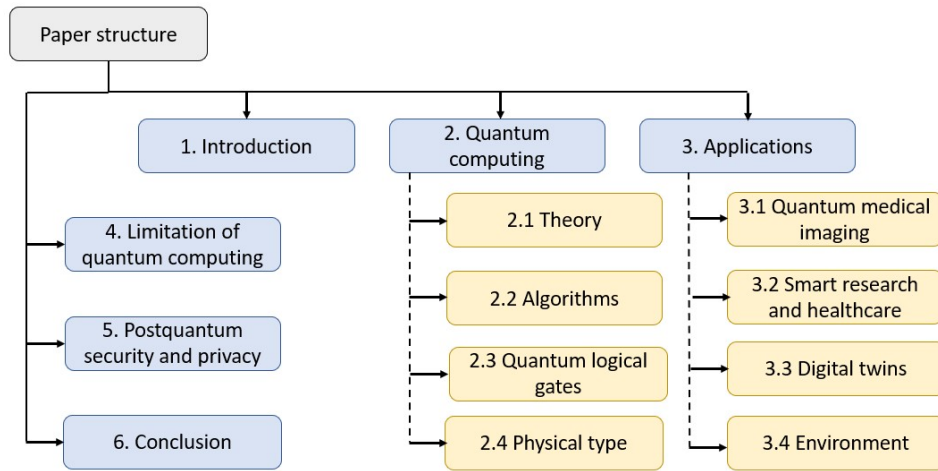 Paper structure
1. Introduction
2. Quantum
computing
3. Applications
4. Limitation of
quantum computing
5. Postquantum
security and privacy
6. Conclusion
2.1 Theory
2.2 Algorithms
2.3 Quantum logical
gates
2.4 Physical type
3.1 Quantum medical
imaging
3.2 Smart research
and healthcare
3.3 Digital twins
3.4 Environment